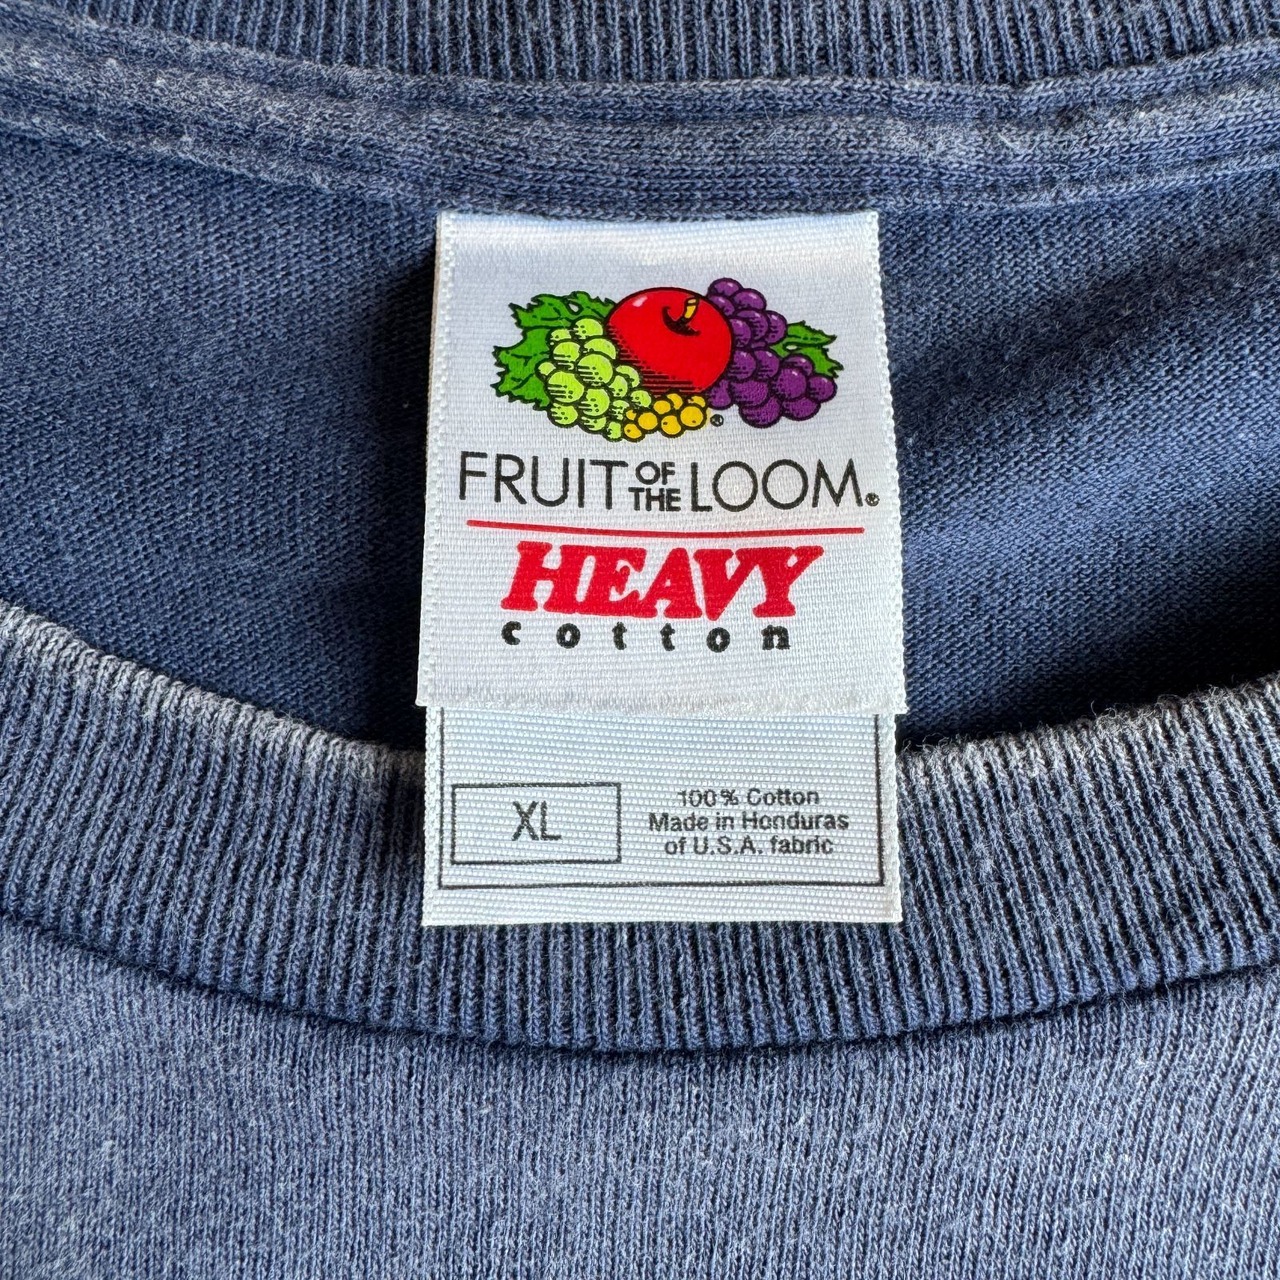 FRUIT OF THE LOOM®
HEAVY
cotton
XL
100% Cotton
Made in Honduras
of U.S.A. fabric